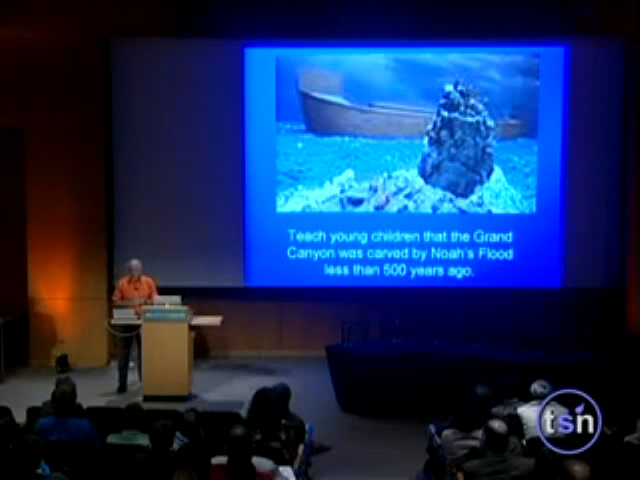 Teach young children that the Grand
Canyon was carved by Noah's Flood
less than 500 years ago.
tsn